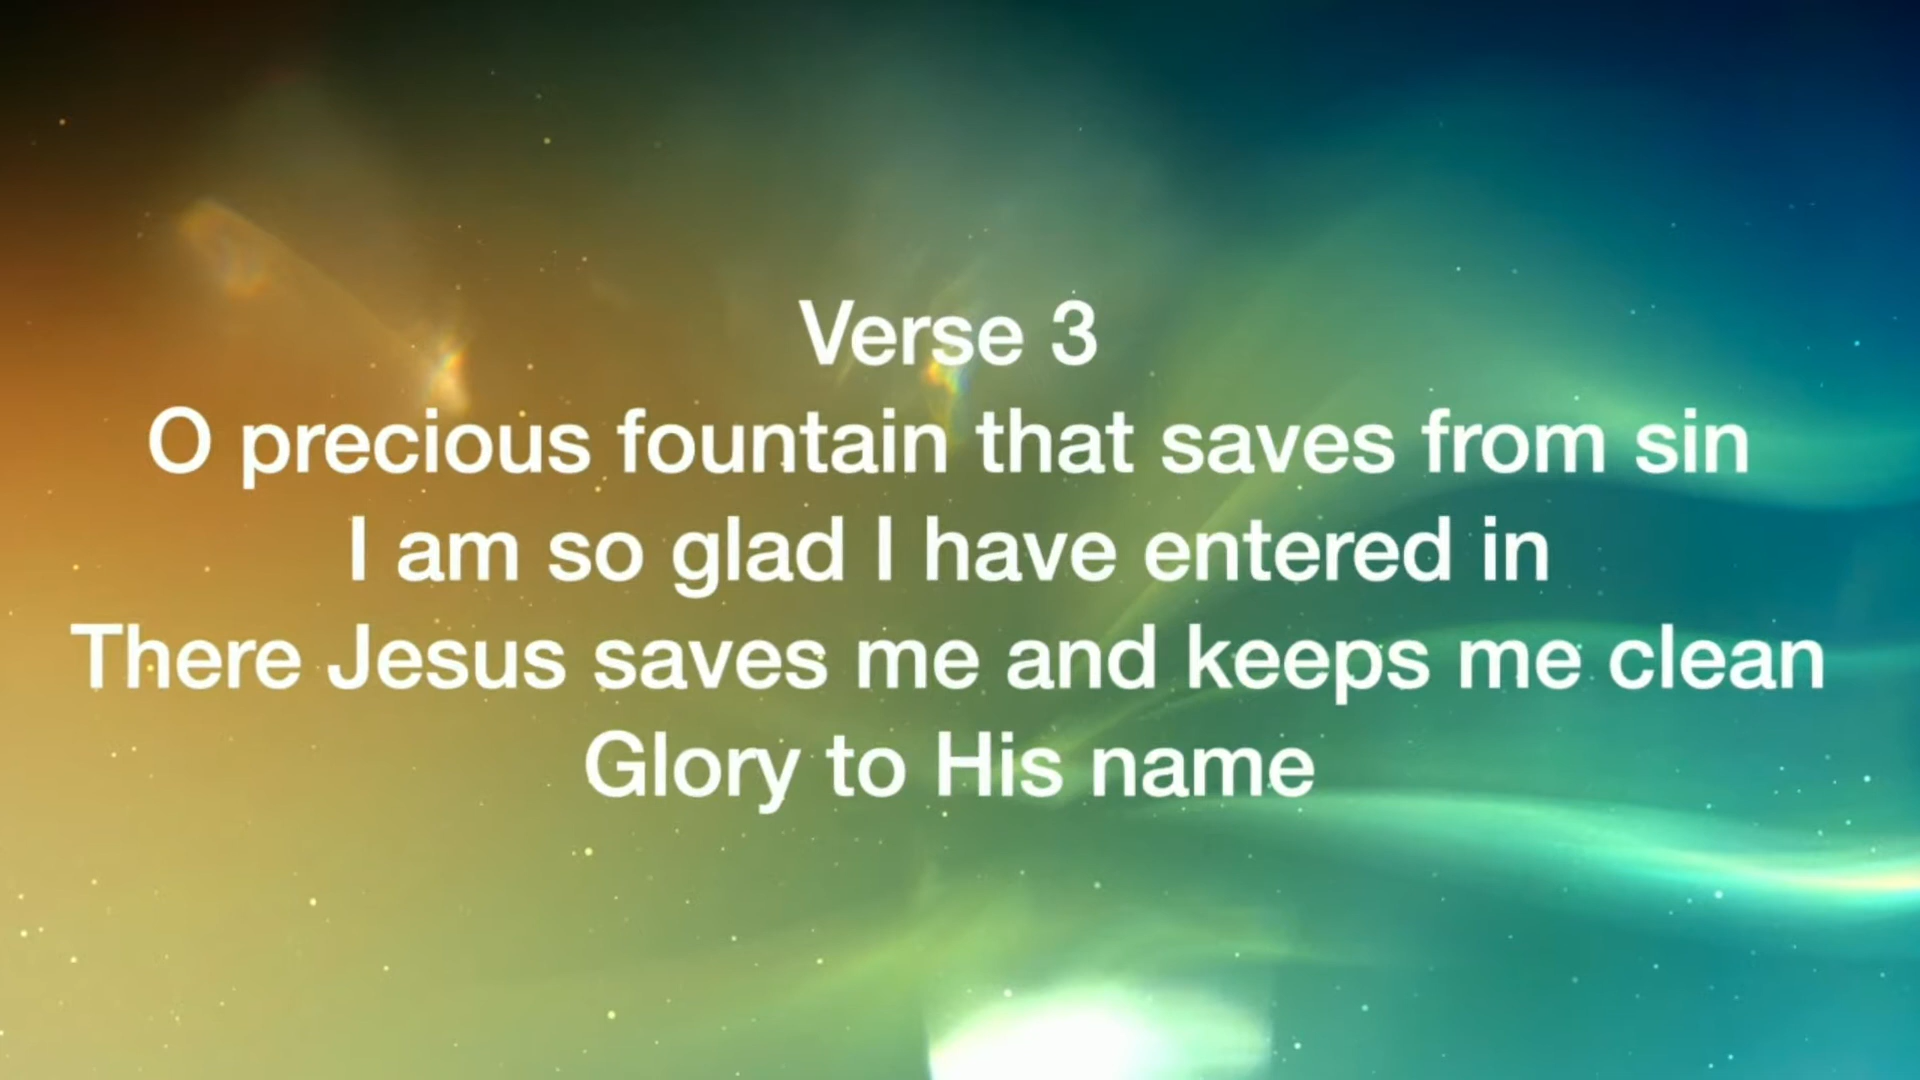 Verse 3
O precious fountain that saves from sin
I am so glad I have entered in
There Jesus saves me and keeps me clean
Glory to His name